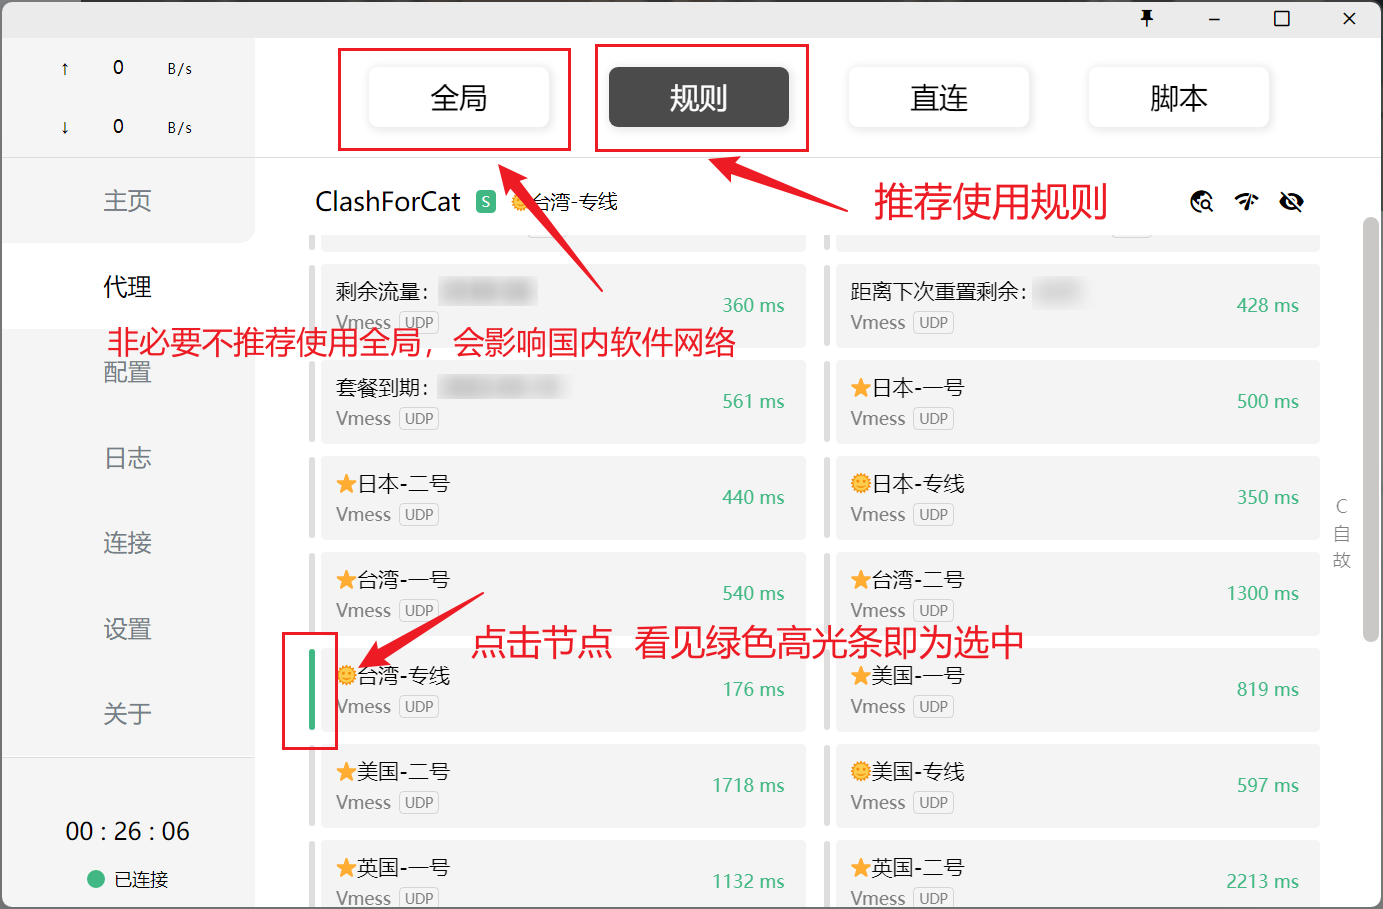 ↑ 0 B/s
↓ 0 B/s
主页
代理
配置
日志
连接
设置
关于
00 : 26 : 06
已连接
全局
规则
直连
脚本
ClashForCat S 台湾-专线
推荐使用规则
剩余流量：
Vmess UDP
360 ms
距离下次重置剩余：
Vmess UDP
428 ms
非必要不推荐使用全局，会影响国内软件网络
套餐到期：
Vmess UDP
561 ms
⭐日本-一号
Vmess UDP
500 ms
⭐日本-二号
Vmess UDP
440 ms
🌞日本-专线
Vmess UDP
350 ms
⭐台湾-一号
Vmess UDP
540 ms
⭐台湾-二号
Vmess UDP
1300 ms
点击节点 看见绿色高光条即为选中
🌞台湾-专线
Vmess UDP
176 ms
⭐美国-一号
Vmess UDP
819 ms
⭐美国-二号
Vmess UDP
1718 ms
🌞美国-专线
Vmess UDP
597 ms
⭐英国-一号
Vmess UDP
1132 ms
⭐英国-二号
Vmess UDP
2213 ms
C
自
故